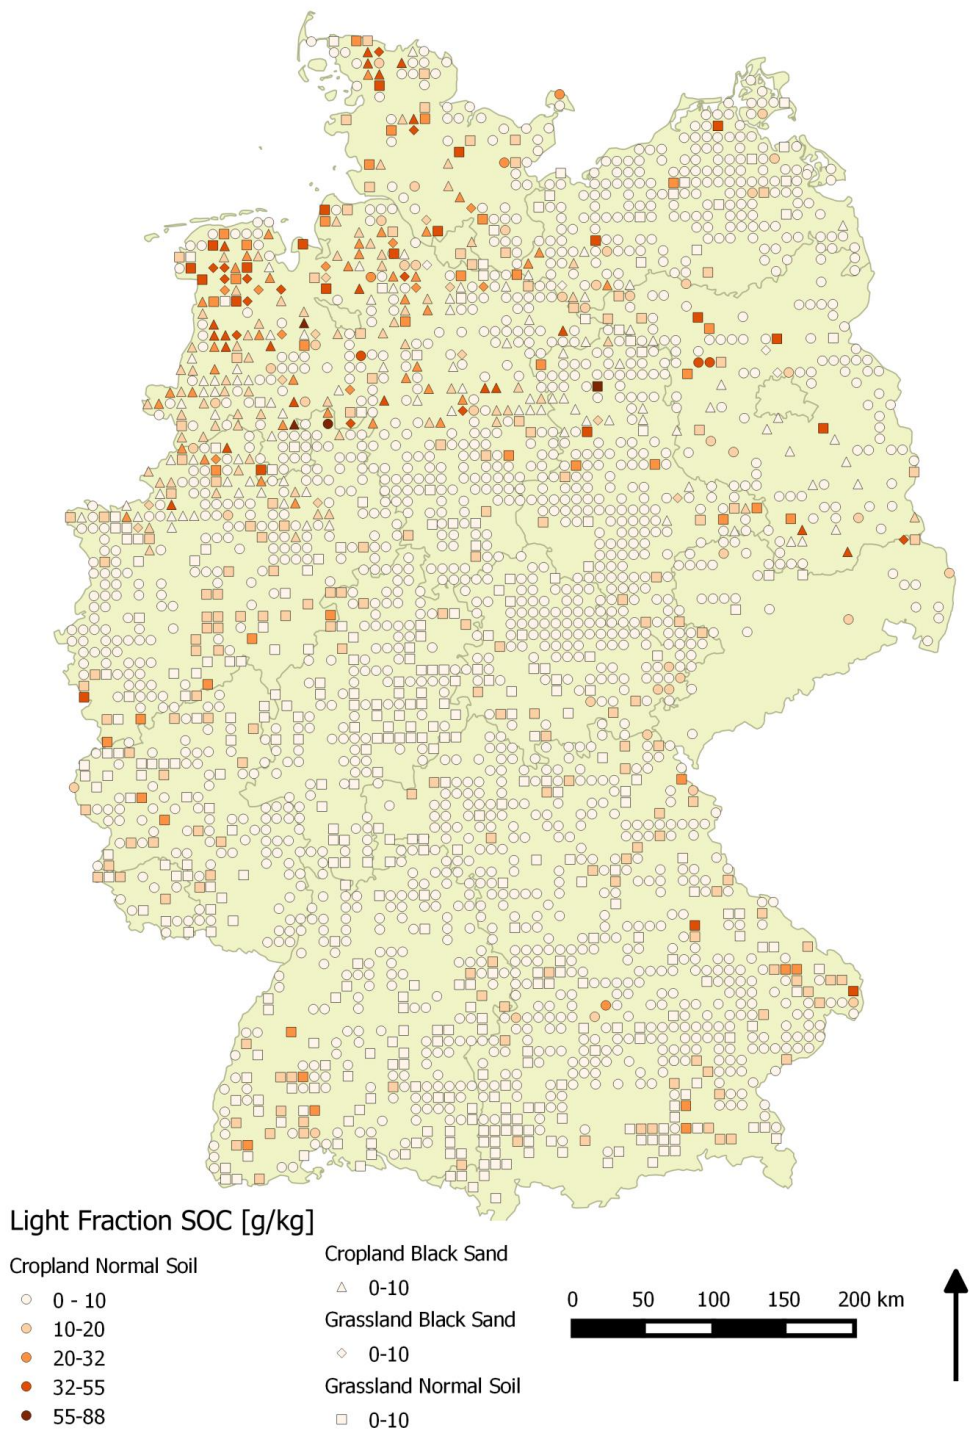 Light Fraction SOC [g/kg]
Cropland Normal Soil
0 - 10
10-20
20-32
32-55
55-88
Cropland Black Sand
0-10
Grassland Black Sand
0-10
Grassland Normal Soil
0-10
0 50 100 150 200 km